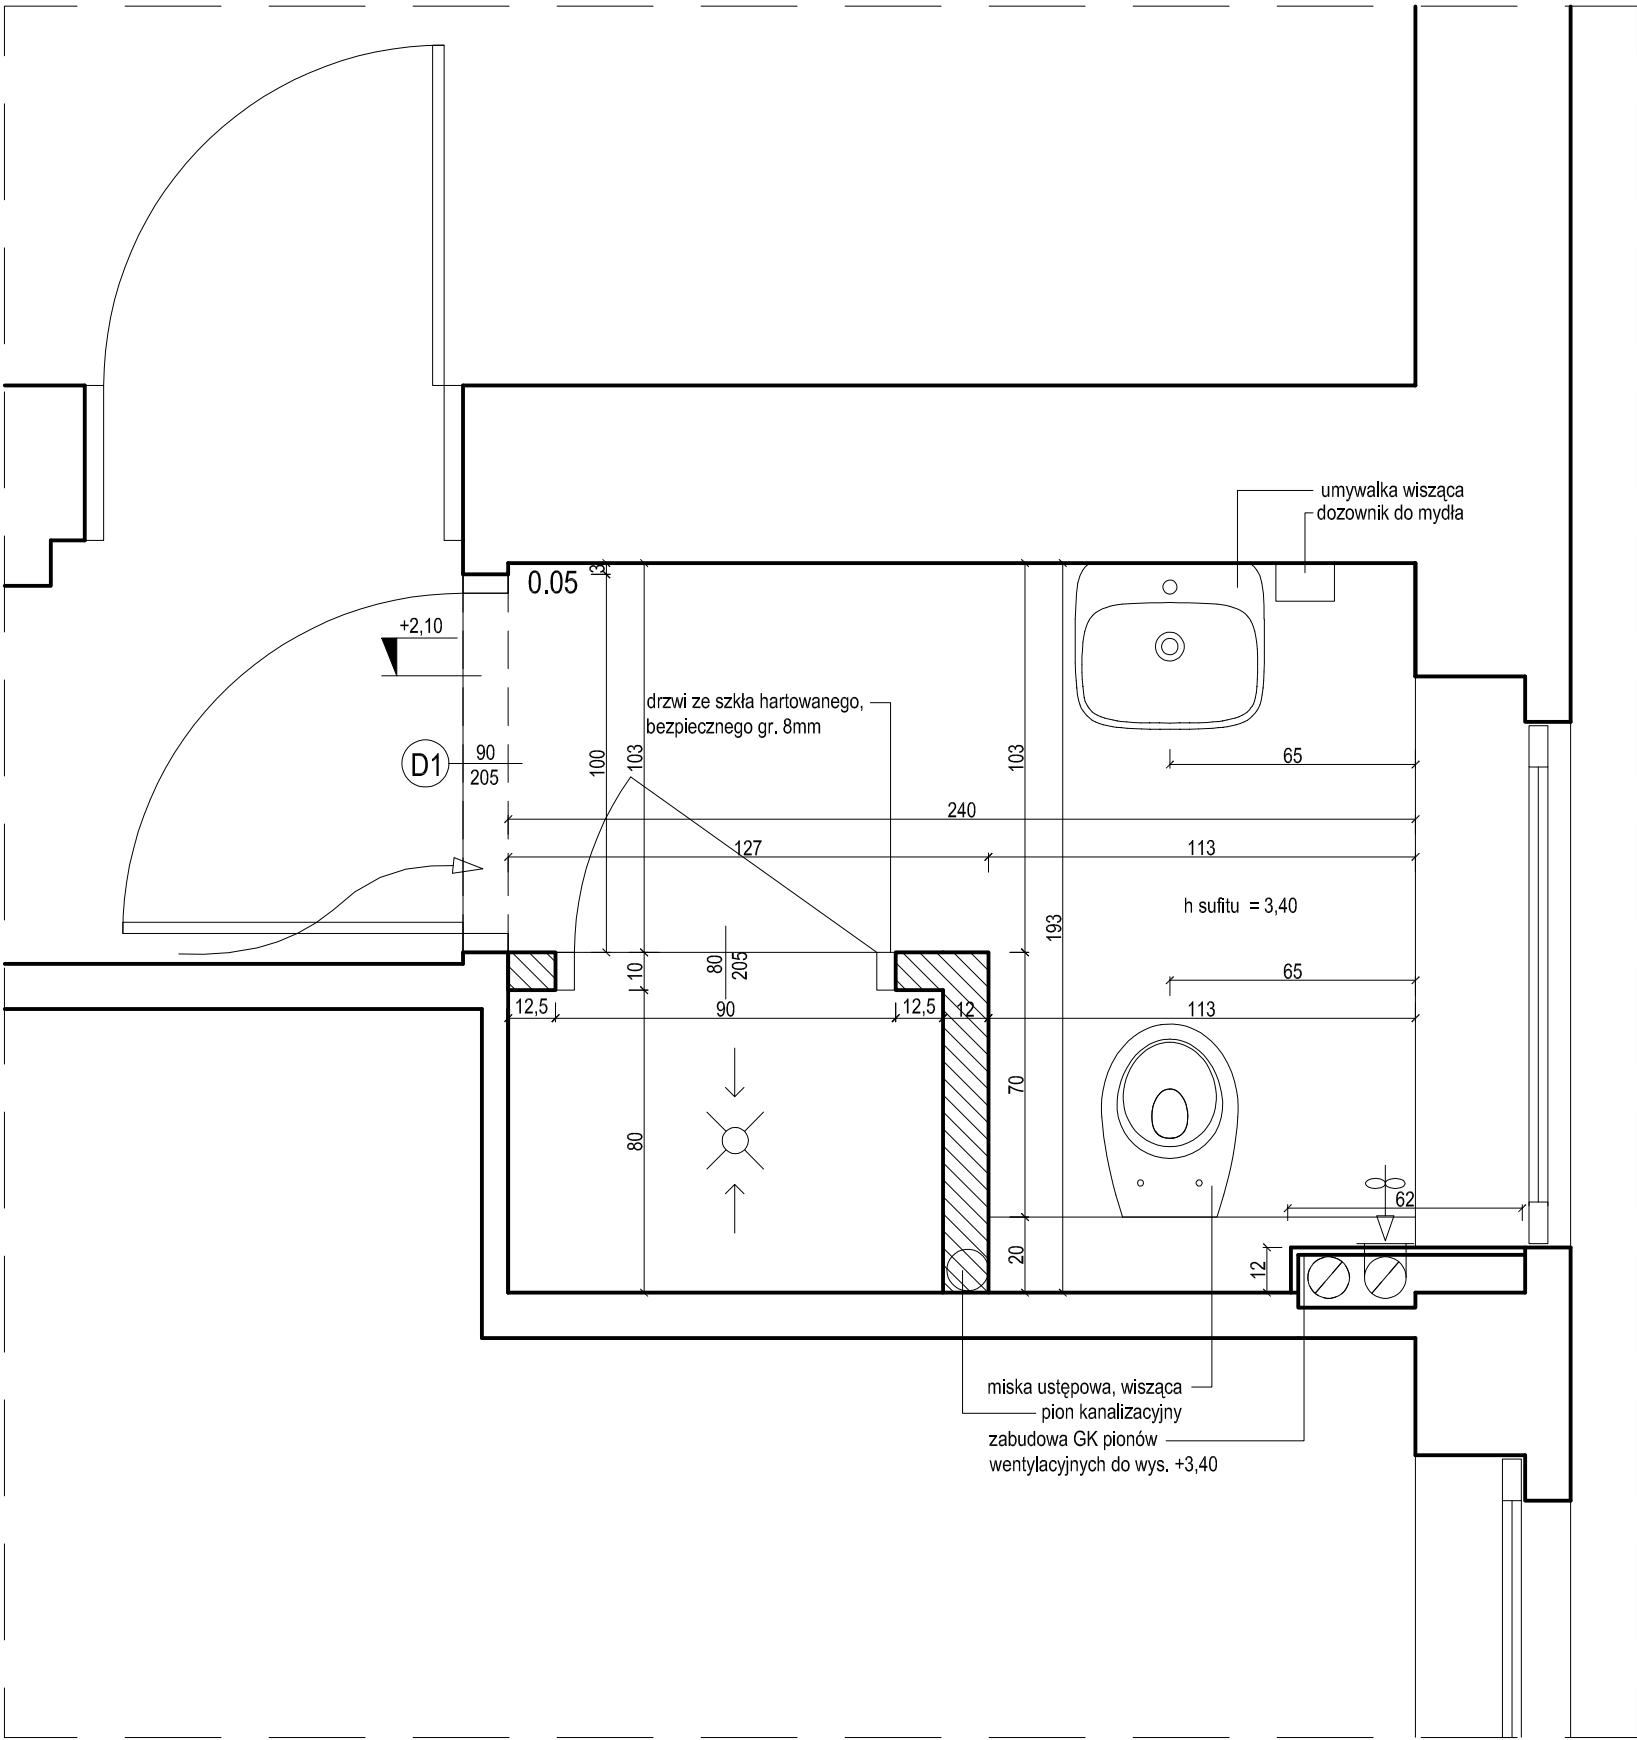 umywalka wisząca
dozownik do mydła
0.05
3
+2,10
drzwi ze szkła hartowanego,
bezpiecznego gr. 8mm
D1
90
205
100
103
103
65
240
127
113
h sufitu = 3,40
193
80
205
10
65
12,5
90
12,5
12
113
70
80
62
20
12
miska ustępowa, wisząca
pion kanalizacyjny
zabudowa GK pionów
wentylacyjnych do wys. +3,40